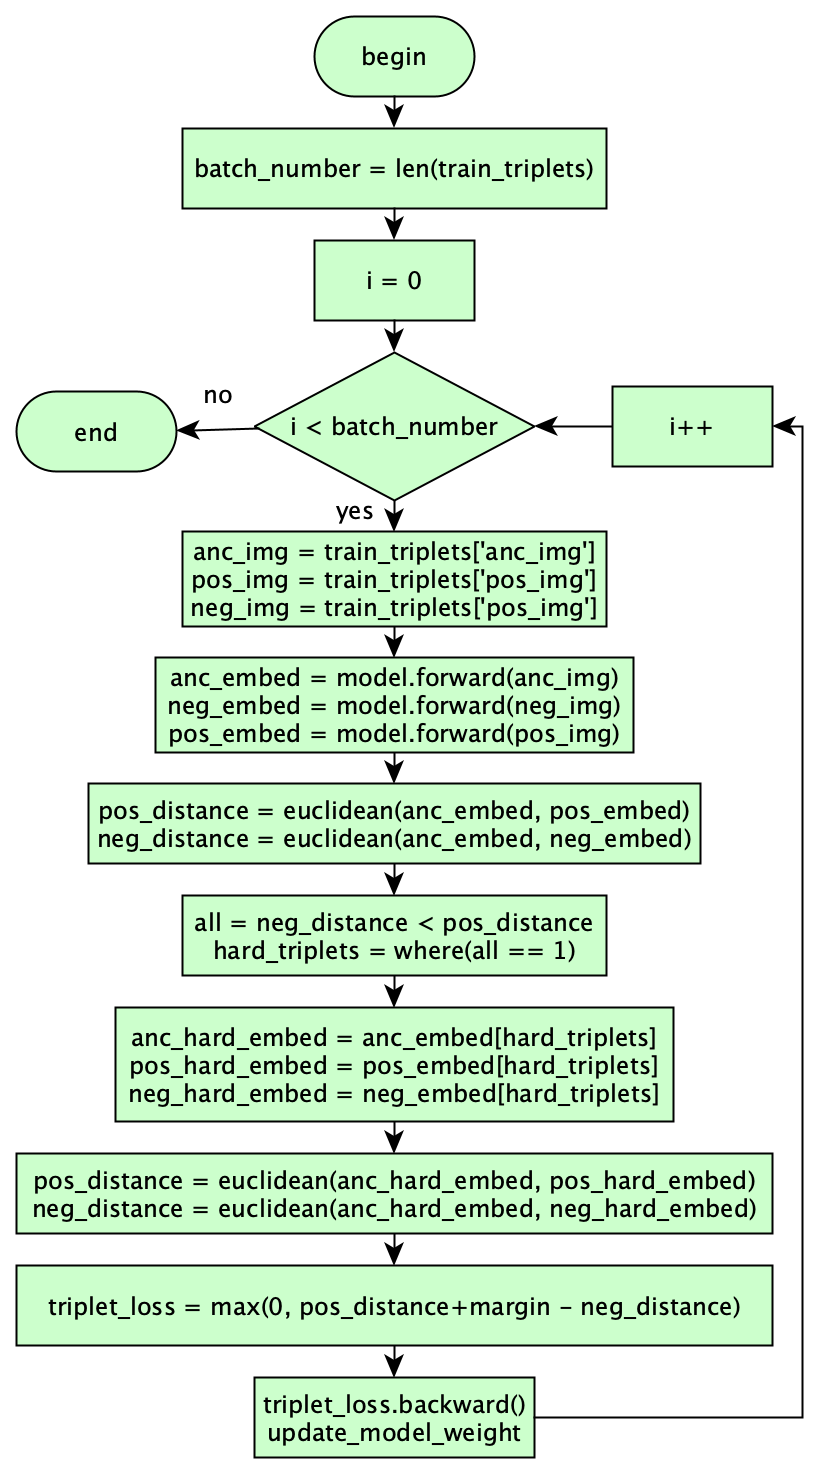 begin
batch_number = len(train_triplets)
i = 0
i < batch_number
no
end
i++
yes
anc_img = train_triplets['anc_img']
pos_img = train_triplets['pos_img']
neg_img = train_triplets['pos_img']
anc_embed = model.forward(anc_img)
neg_embed = model.forward(neg_img)
pos_embed = model.forward(pos_img)
pos_distance = euclidean(anc_embed, pos_embed)
neg_distance = euclidean(anc_embed, neg_embed)
all = neg_distance < pos_distance
hard_triplets = where(all == 1)
anc_hard_embed = anc_embed[hard_triplets]
pos_hard_embed = pos_embed[hard_triplets]
neg_hard_embed = neg_embed[hard_triplets]
pos_distance = euclidean(anc_hard_embed, pos_hard_embed)
neg_distance = euclidean(anc_hard_embed, neg_hard_embed)
triplet_loss = max(0, pos_distance+margin - neg_distance)
triplet_loss.backward()
update_model_weight